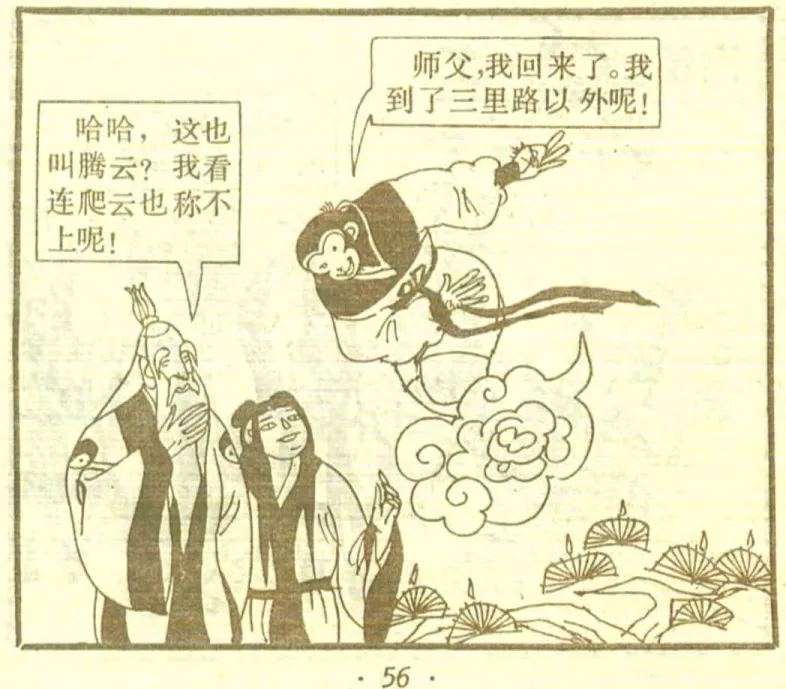 师父,我回来了。我
到了三里路以外呢!
哈哈,这也
叫腾云?我看
连爬云也称不
上呢!
· 56 ·